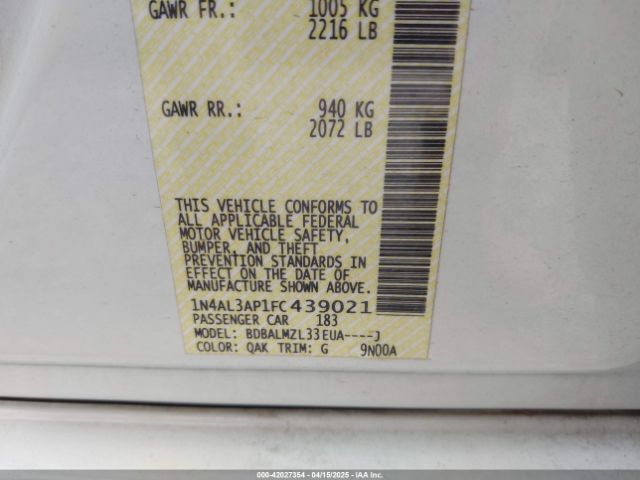 GAWR FR.: 1005 KG
2216 LB
GAWR RR.: 940 KG
2072 LB
THIS VEHICLE CONFORMS TO
ALL APPLICABLE FEDERAL
MOTOR VEHICLE SAFETY,
BUMPER, AND THEFT
PREVENTION STANDARDS IN
EFFECT ON THE DATE OF
MANUFACTURE SHOWN ABOVE.
1N4AL3AP1FC439021
PASSENGER CAR 183
MODEL: BDBALMZL33EUA----J
COLOR: QAK TRIM: G 9N00A
000-42027354 - 04/15/2025 - IAA Inc.